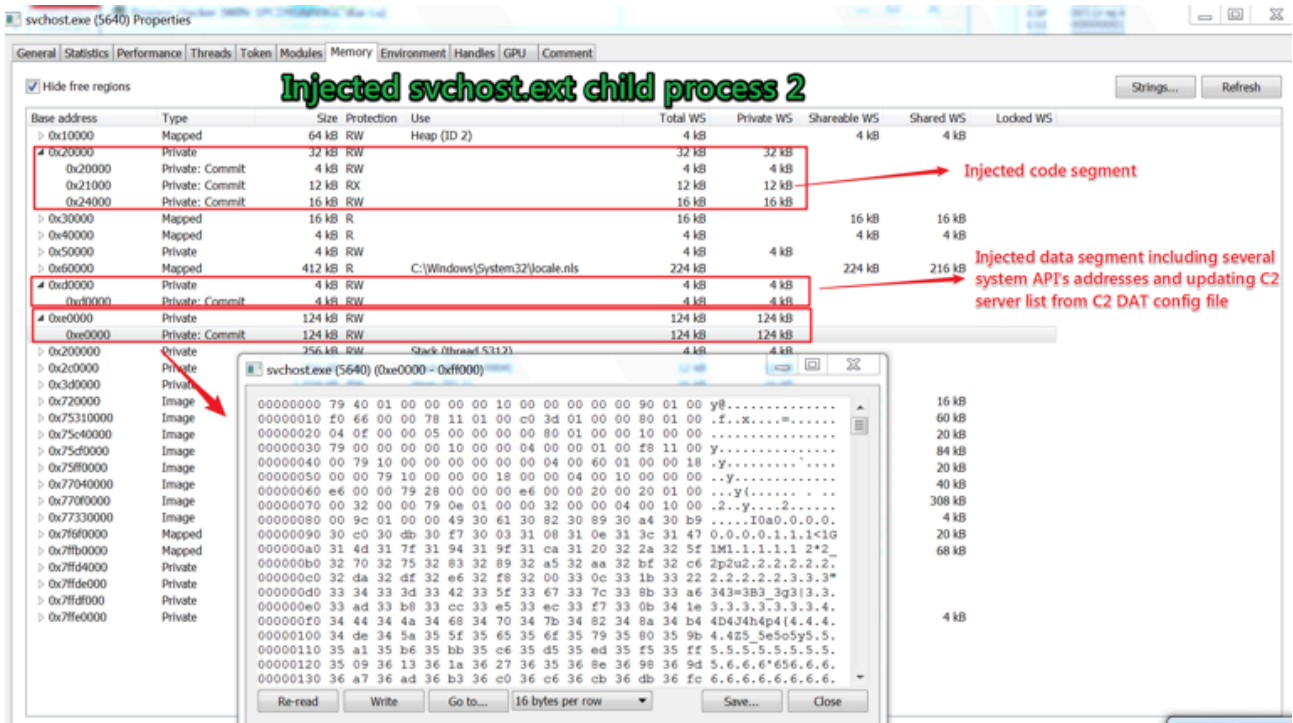 svchost.exe (5640) Properties
General Statistics Performance Threads Token Modules Memory Environment Handles GPU Comment
Hide free regions
Injected svchost.ext child process 2
Strings... Refresh
Base address Type Size Protection Use Total WS Private WS Shareable WS Shared WS Locked WS
0x10000 Mapped 64 kB RW Heap (ID 2) 4 kB 4 kB 4 kB
0x20000 Private 32 kB RW 32 kB 32 kB
0x20000 Private: Commit 4 kB RW 4 kB 4 kB
0x21000 Private: Commit 12 kB RX 12 kB 12 kB
Injected code segment
0x24000 Private: Commit 16 kB RW 16 kB 16 kB
0x30000 Mapped 16 kB R 16 kB 16 kB 16 kB
0x40000 Mapped 4 kB R 4 kB 4 kB 4 kB
0x50000 Private 4 kB RW 4 kB 4 kB
0x60000 Mapped 412 kB R C:\Windows\System32\locale.nls 224 kB 224 kB 216 kB
Injected data segment including several
system API's addresses and updating C2
server list from C2 DAT config file
0xd0000 Private 4 kB RW 4 kB 4 kB
0xd0000 Private: Commit 4 kB RW 4 kB 4 kB
0xe0000 Private 124 kB RW 124 kB 124 kB
0xe0000 Private: Commit 124 kB RW 124 kB 124 kB
0x200000 Private 256 kB RW Stack (thread 5312) 4 kB 4 kB
0x2c0000 Private
0x3d0000 Private
0x720000 Image 16 kB
0x75310000 Image 60 kB
0x75c40000 Image 20 kB
0x75cf0000 Image 84 kB
0x75ff0000 Image 20 kB
0x77040000 Image 40 kB
0x770f0000 Image 308 kB
0x77330000 Image 4 kB
0x7f6f0000 Mapped 20 kB
0x7ffb0000 Mapped 68 kB
0x7ffd4000 Private
0x7ffde000 Private
0x7ffdf000 Private
0x7ffe0000 Private 4 kB
svchost.exe (5640) (0xe0000 - 0xff000)
00000000 79 40 01 00 00 00 00 10 00 00 00 00 00 90 01 00 y@..............
00000010 f0 66 00 00 78 11 01 00 c0 3d 01 00 00 80 01 00 .f..x....=......
00000020 04 0f 00 00 05 00 00 00 00 80 01 00 00 10 00 00 ................
00000030 79 00 00 00 00 10 00 00 04 00 00 01 00 f8 11 00 y...............
00000040 00 79 10 00 00 00 00 00 00 04 00 60 01 00 00 18 .y.........`....
00000050 00 00 79 10 00 00 00 18 00 00 04 00 10 00 00 00 ..y.............
00000060 e6 00 00 79 28 00 00 00 e6 00 00 20 00 20 01 00 ...y(...... . ..
00000070 00 32 00 00 79 0e 01 00 00 32 00 00 04 00 10 00 .2..y....2......
00000080 00 9c 01 00 00 49 30 61 30 82 30 89 30 a4 30 b9 .....I0a0.0.0.0.
00000090 30 c0 30 db 30 f7 30 03 31 08 31 0e 31 3c 31 47 0.0.0.0.1.1.1<1G
000000a0 31 4d 31 7f 31 94 31 9f 31 ca 31 20 32 2a 32 5f 1M1.1.1.1.1 2*2_
000000b0 32 70 32 75 32 83 32 89 32 a5 32 aa 32 bf 32 c6 2p2u2.2.2.2.2.2.
000000c0 32 da 32 df 32 e6 32 f8 32 00 33 0c 33 1b 33 22 2.2.2.2.2.3.3.3"
000000d0 33 34 33 3d 33 42 33 5f 33 67 33 7c 33 8b 33 a6 343=3B3_3g3|3.3.
000000e0 33 ad 33 b8 33 cc 33 e5 33 ec 33 f7 33 0b 34 1e 3.3.3.3.3.3.3.4.
000000f0 34 44 34 4a 34 68 34 70 34 7b 34 82 34 8a 34 b4 4D4J4h4p4{4.4.4.
00000100 34 de 34 5a 35 5f 35 65 35 6f 35 79 35 80 35 9b 4.4Z5_5e5o5y5.5.
00000110 35 a1 35 b6 35 bb 35 c6 35 d5 35 ed 35 f5 35 ff 5.5.5.5.5.5.5.5.
00000120 35 09 36 13 36 1a 36 27 36 35 36 8e 36 98 36 9d 5.6.6.6'656.6.6.
00000130 36 a7 36 ad 36 b3 36 c0 36 c6 36 cb 36 db 36 fc 6.6.6.6.6.6.6.6.
Re-read Write Go to... 16 bytes per row Save... Close